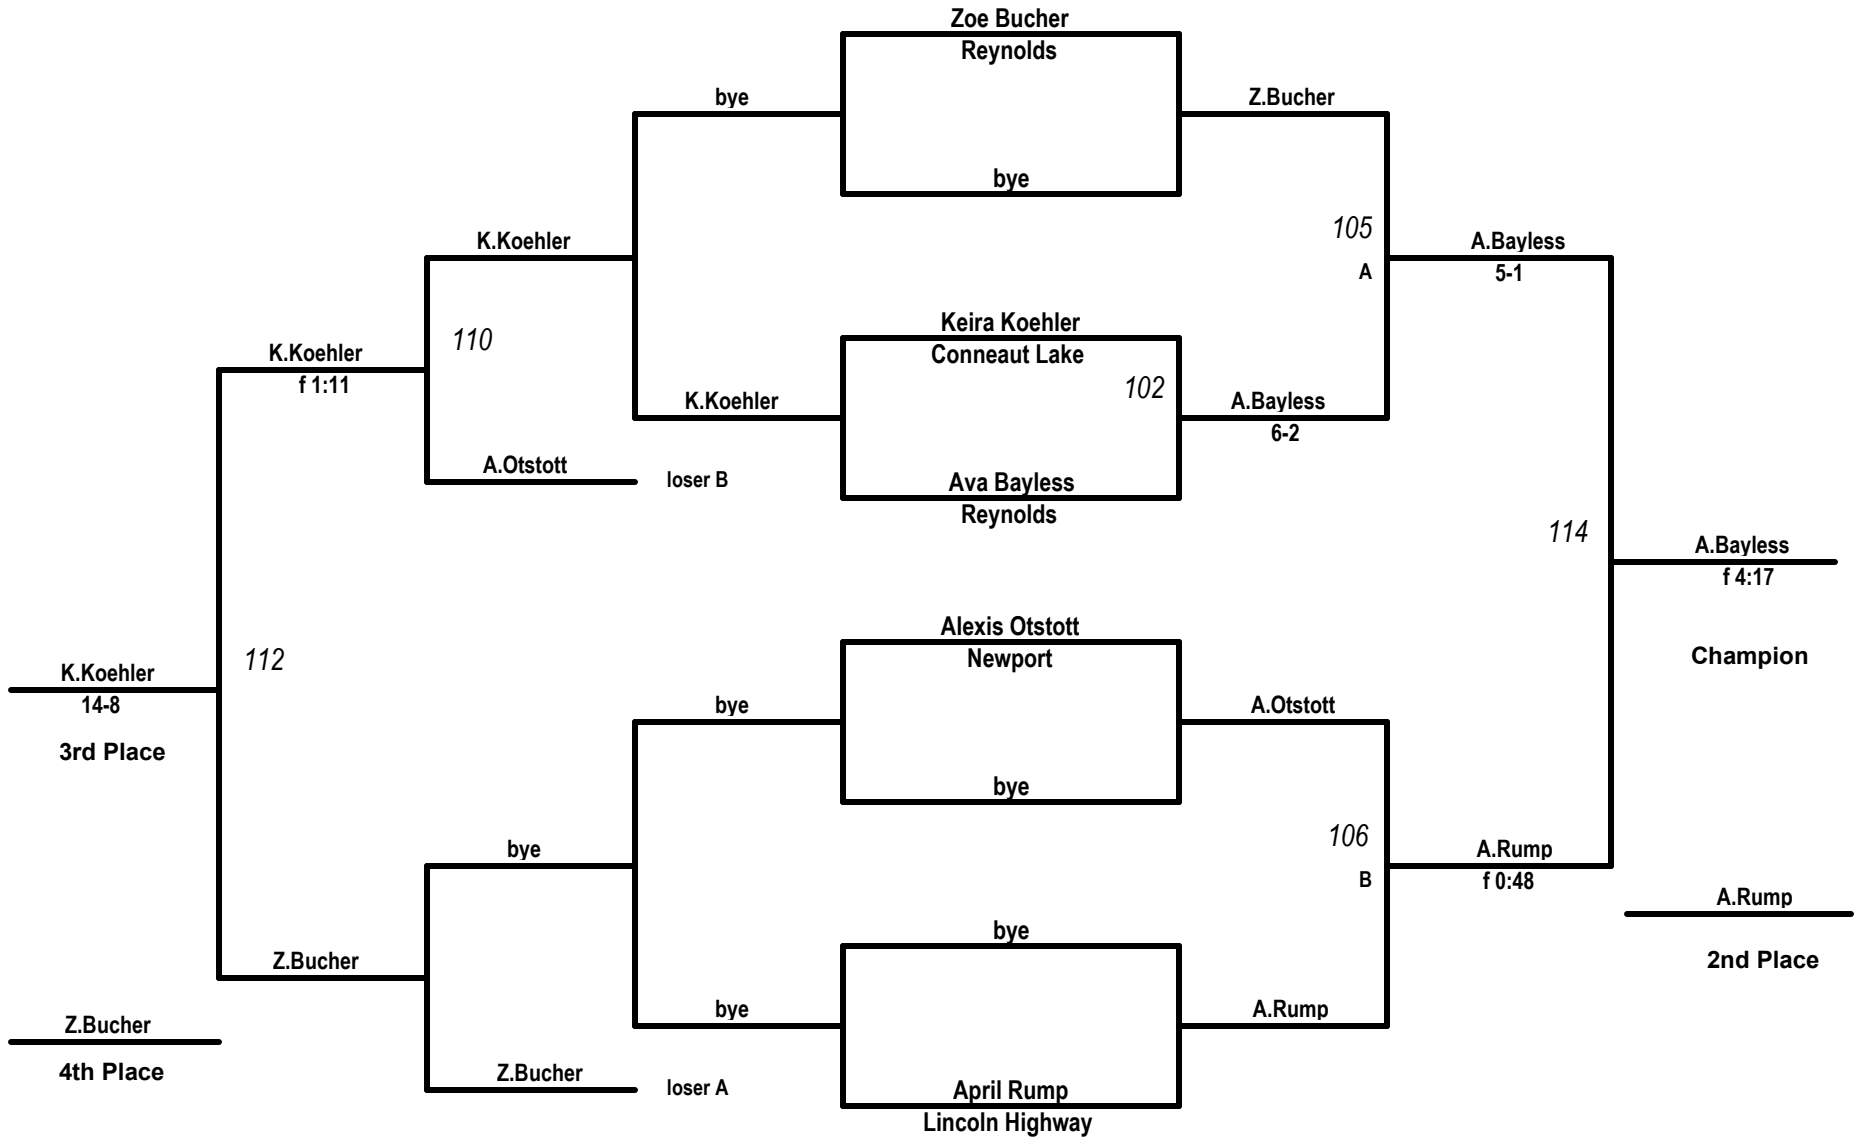 Zoe Bucher
Reynolds
bye
Z.Bucher
bye
105
A
K.Koehler
A.Bayless
5-1
Keira Koehler
Conneaut Lake
110
102
K.Koehler
f 1:11
K.Koehler
A.Bayless
6-2
A.Otstott
loser B
Ava Bayless
Reynolds
114
A.Bayless
f 4:17
Champion
Alexis Otstott
Newport
112
K.Koehler
14-8
3rd Place
bye
A.Otstott
bye
106
B
bye
A.Rump
f 0:48
A.Rump
2nd Place
bye
Z.Bucher
bye
A.Rump
Z.Bucher
4th Place
Z.Bucher
loser A
April Rump
Lincoln Highway